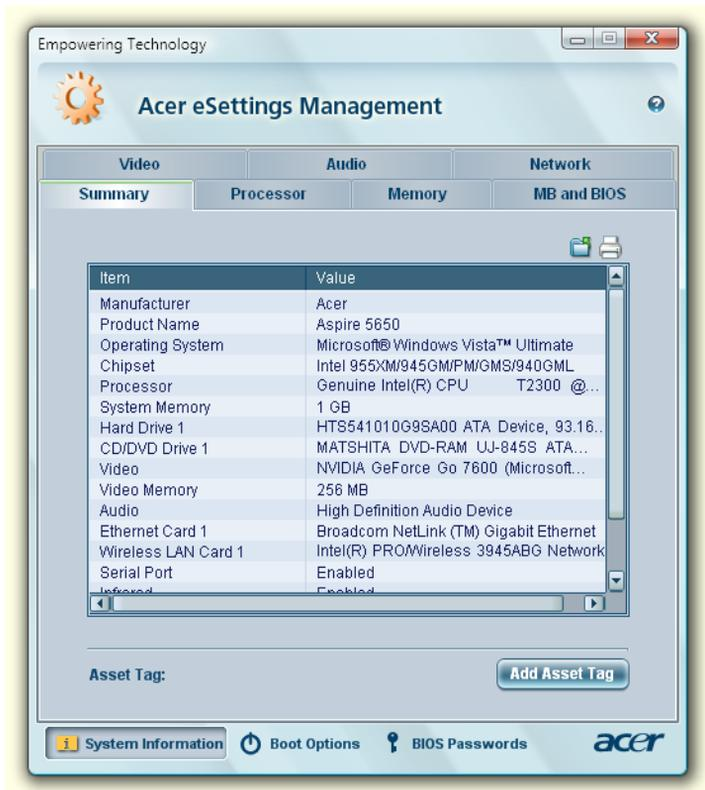 Empowering Technology
Acer eSettings Management
Video Audio Network
Summary Processor Memory MB and BIOS
Item Value
Manufacturer Acer
Product Name Aspire 5650
Operating System Microsoft® Windows Vista™ Ultimate
Chipset Intel 955XM/945GM/PM/GMS/940GML
Processor Genuine Intel(R) CPU T2300 @...
System Memory 1 GB
Hard Drive 1 HTS541010G9SA00 ATA Device, 93.16..
CD/DVD Drive 1 MATSHITA DVD-RAM UJ-845S ATA...
Video NVIDIA GeForce Go 7600 (Microsoft...
Video Memory 256 MB
Audio High Definition Audio Device
Ethernet Card 1 Broadcom NetLink (TM) Gigabit Ethernet
Wireless LAN Card 1 Intel(R) PRO/Wireless 3945ABG Network
Serial Port Enabled
Infrared Enabled
Asset Tag: Add Asset Tag
System Information Boot Options BIOS Passwords acer